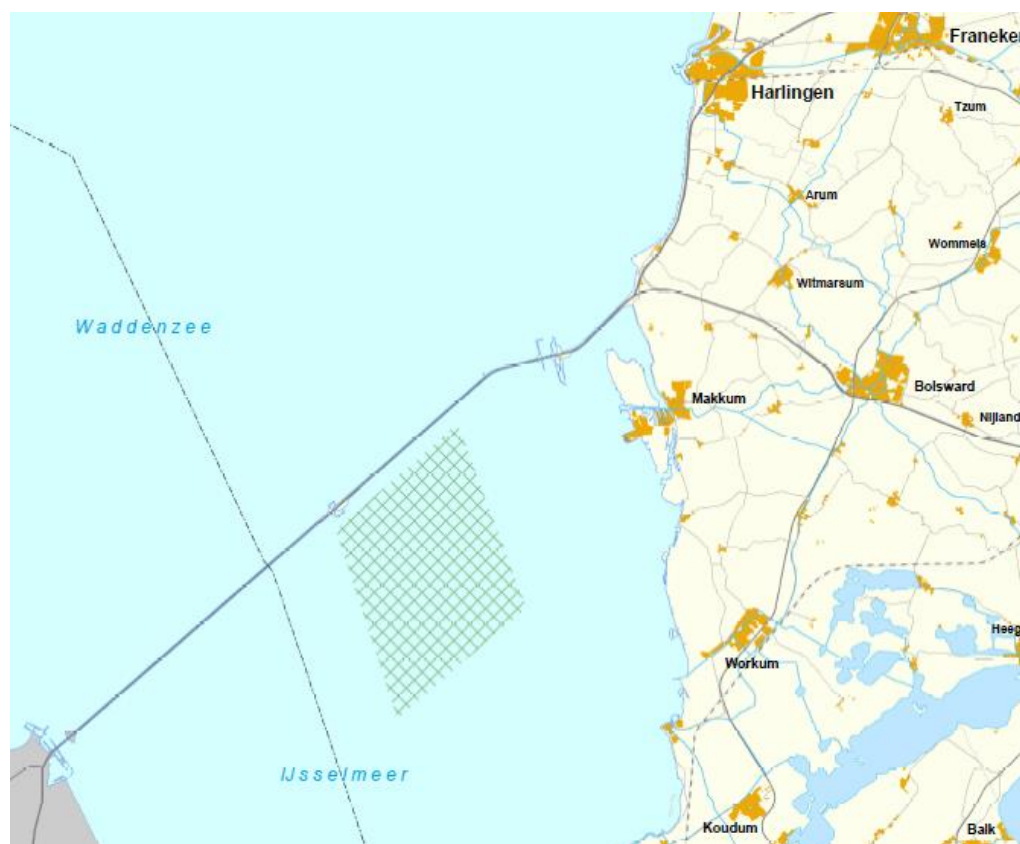 Franeker
Harlingen
Tzum
Arum
Wommels
Witmarsum
Waddenzee
Bolsward
Makkum
Nijland
Heeg
Workum
IJsselmeer
Koudum
Balk